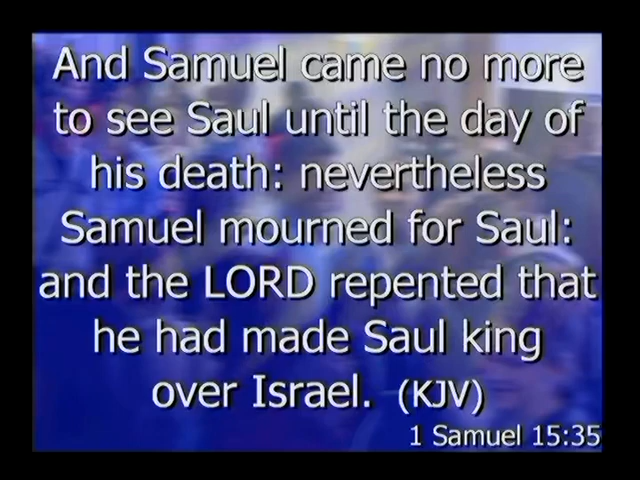 And Samuel came no more
to see Saul until the day of
his death: nevertheless
Samuel mourned for Saul:
and the LORD repented that
he had made Saul king
over Israel. (KJV)
1 Samuel 15:35